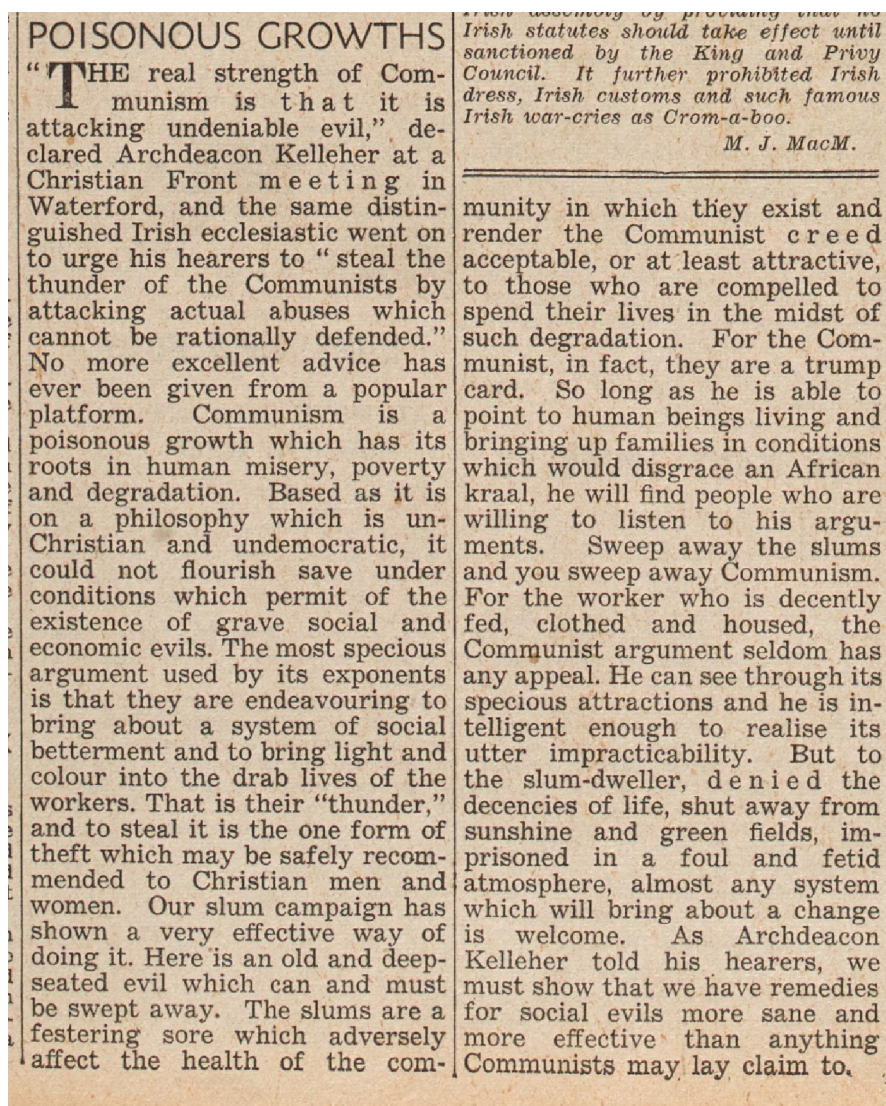 POISONOUS GROWTHS
“THE real strength of Com-
munism is that it is
attacking undeniable evil,” de-
clared Archdeacon Kelleher at a
Christian Front meeting in
Waterford, and the same distin-
guished Irish ecclesiastic went on
to urge his hearers to “ steal the
thunder of the Communists by
attacking actual abuses which
cannot be rationally defended.”
No more excellent advice has
ever been given from a popular
platform. Communism is a
poisonous growth which has its
roots in human misery, poverty
and degradation. Based as it is
on a philosophy which is un-
Christian and undemocratic, it
could not flourish save under
conditions which permit of the
existence of grave social and
economic evils. The most specious
argument used by its exponents
is that they are endeavouring to
bring about a system of social
betterment and to bring light and
colour into the drab lives of the
workers. That is their “thunder,”
and to steal it is the one form of
theft which may be safely recom-
mended to Christian men and
women. Our slum campaign has
shown a very effective way of
doing it. Here is an old and deep-
seated evil which can and must
be swept away. The slums are a
festering sore which adversely
affect the health of the com-
Irish assembly by providing that no
Irish statutes should take effect until
sanctioned by the King and Privy
Council. It further prohibited Irish
dress, Irish customs and such famous
Irish war-cries as Crom-a-boo.
M. J. MacM.
munity in which they exist and
render the Communist creed
acceptable, or at least attractive,
to those who are compelled to
spend their lives in the midst of
such degradation. For the Com-
munist, in fact, they are a trump
card. So long as he is able to
point to human beings living and
bringing up families in conditions
which would disgrace an African
kraal, he will find people who are
willing to listen to his argu-
ments. Sweep away the slums
and you sweep away Communism.
For the worker who is decently
fed, clothed and housed, the
Communist argument seldom has
any appeal. He can see through its
specious attractions and he is in-
telligent enough to realise its
utter impracticability. But to
the slum-dweller, denied the
decencies of life, shut away from
sunshine and green fields, im-
prisoned in a foul and fetid
atmosphere, almost any system
which will bring about a change
is welcome. As Archdeacon
Kelleher told his hearers, we
must show that we have remedies
for social evils more sane and
more effective than anything
Communists may lay claim to.